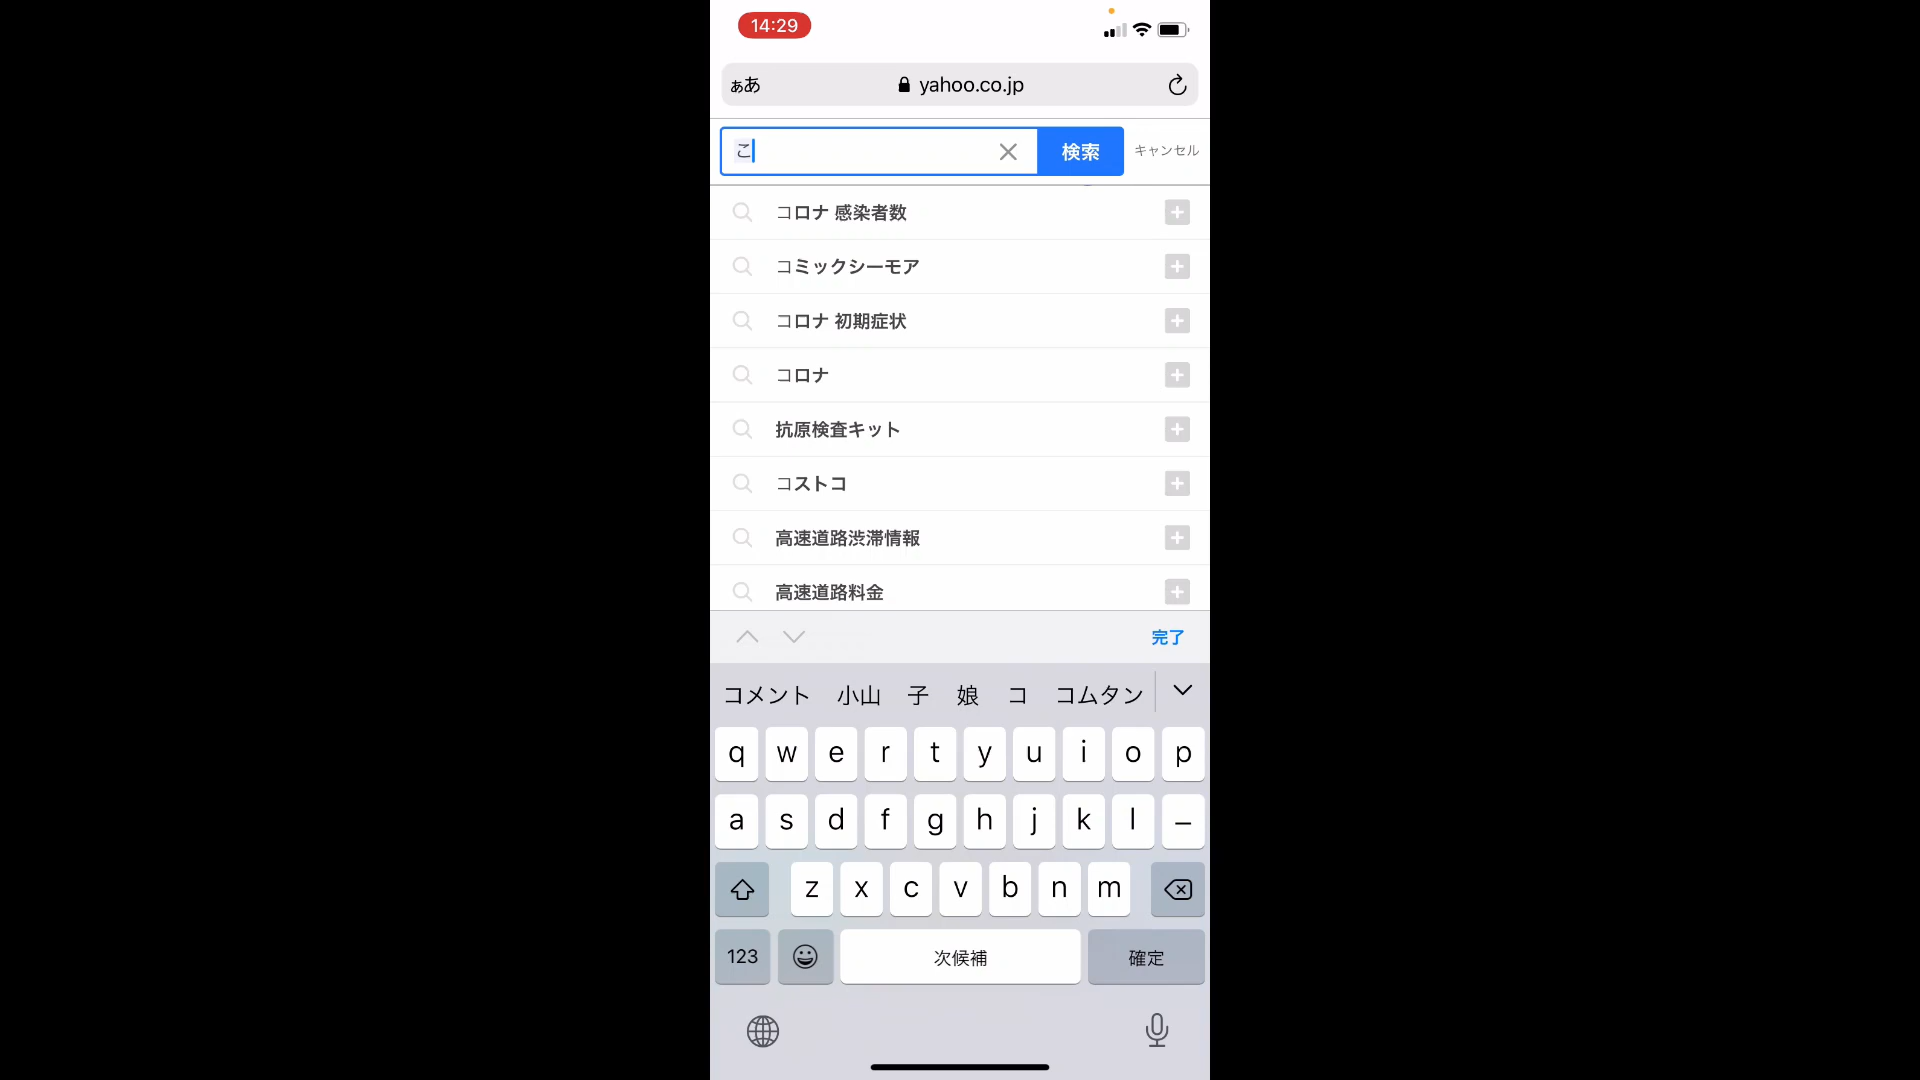 14:29
ぁあ yahoo.co.jp
こ 検索 キャンセル
コロナ 感染者数
コミックシーモア
コロナ 初期症状
コロナ
抗原検査キット
コストコ
高速道路渋滞情報
高速道路料金
完了
コメント 小山 子 娘 コ コムタン
q w e r t y u i o p
a s d f g h j k l ー
z x c v b n m
123 次候補 確定